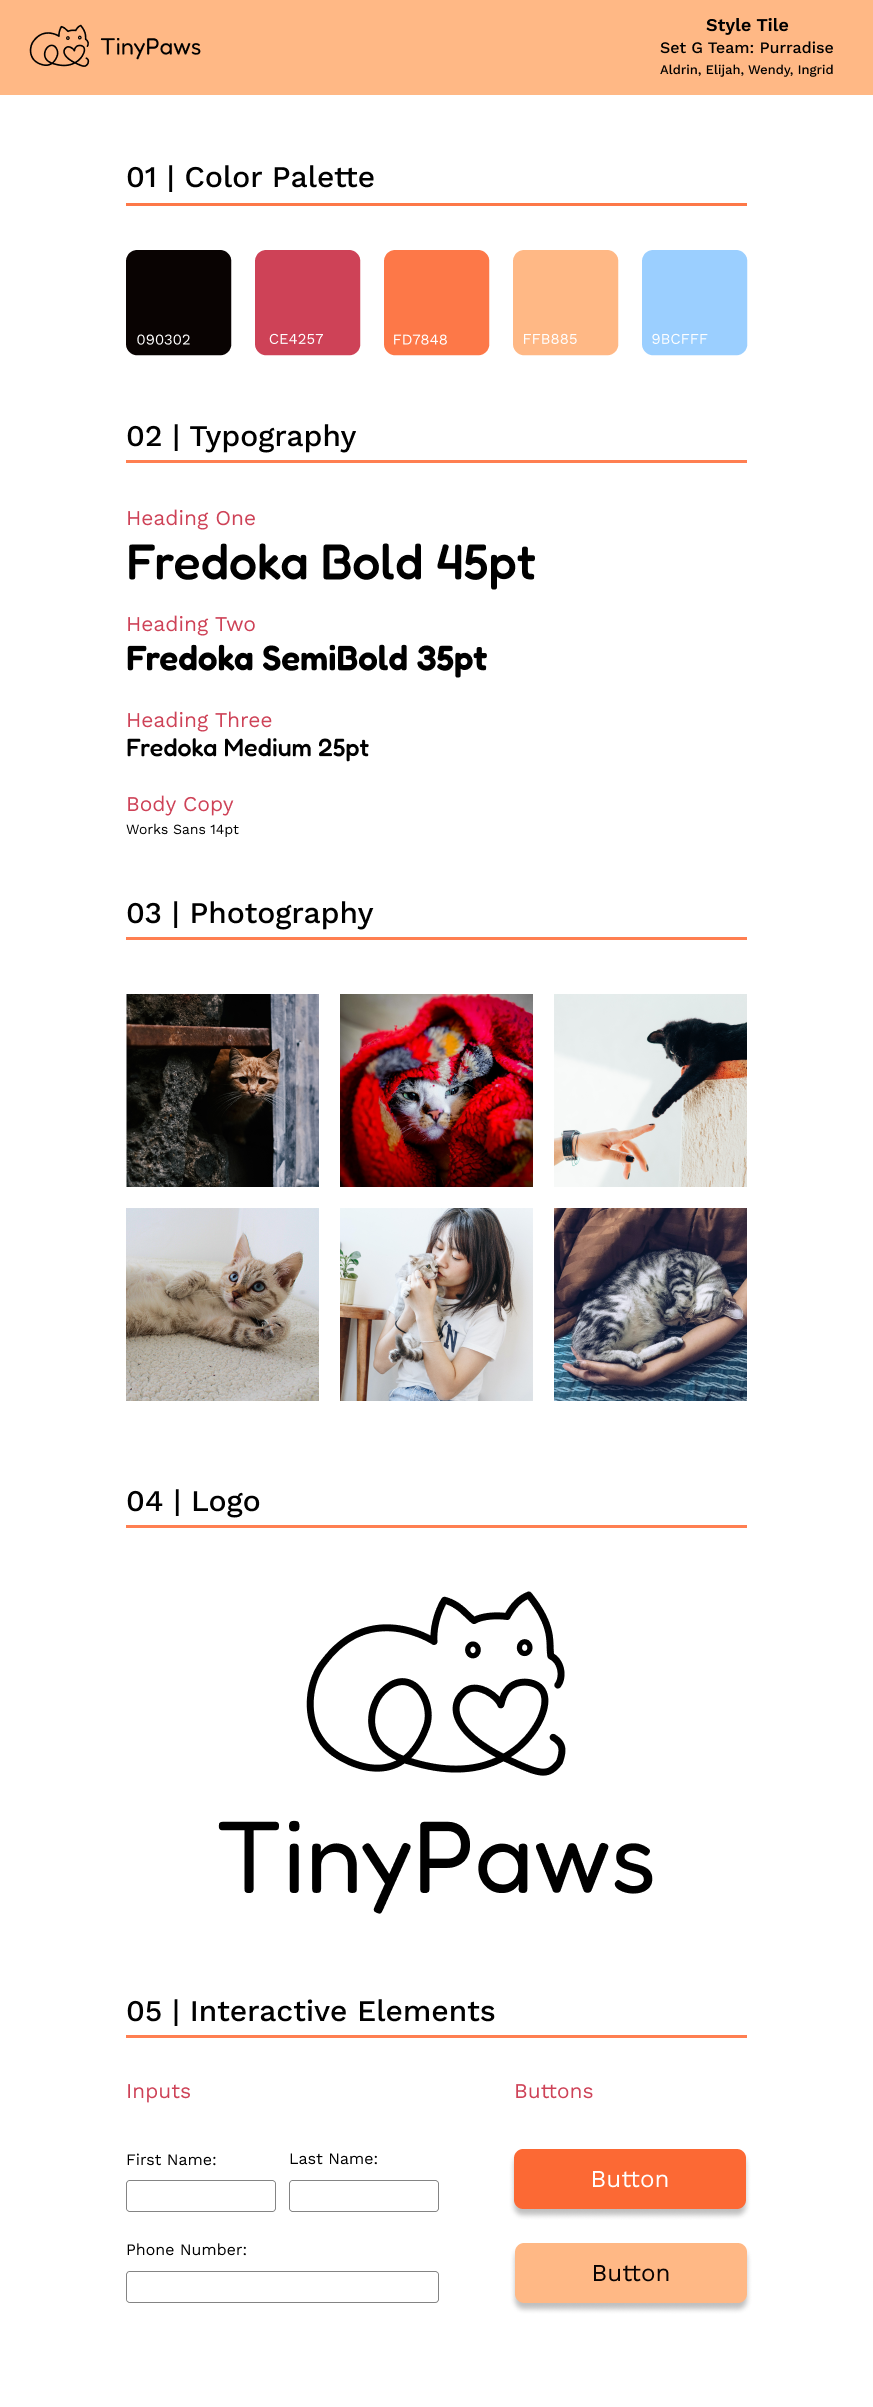 TinyPaws
Style Tile
Set G Team: Purradise
Aldrin, Elijah, Wendy, Ingrid
01 | Color Palette
090302
CE4257
FD7848
FFB885
9BCFFF
02 | Typography
Heading One
Fredoka Bold 45pt
Heading Two
Fredoka SemiBold 35pt
Heading Three
Fredoka Medium 25pt
Body Copy
Works Sans 14pt
03 | Photography
04 | Logo
TinyPaws
05 | Interactive Elements
Inputs
First Name:
Last Name:
Phone Number:
Buttons
Button
Button